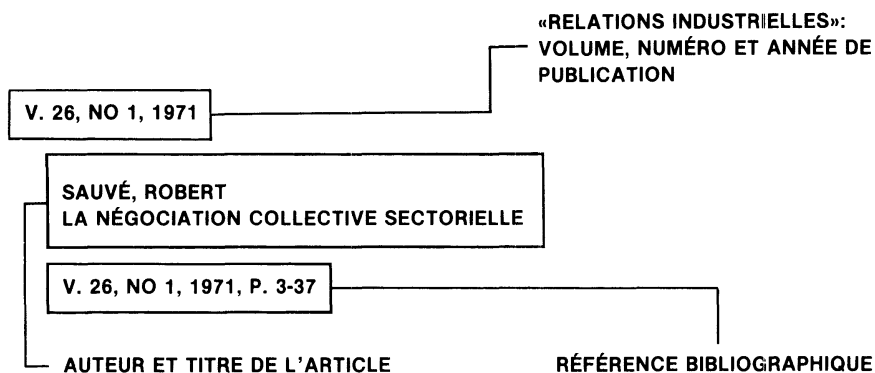 «RELATIONS INDUSTRIELLES»:
VOLUME, NUMÉRO ET ANNÉE DE
PUBLICATION
V. 26, NO 1, 1971
SAUVÉ, ROBERT
LA NÉGOCIATION COLLECTIVE SECTORIELLE
V. 26, NO 1, 1971, P. 3-37
AUTEUR ET TITRE DE L'ARTICLE
RÉFÉRENCE BIBLIOGRAPHIQUE